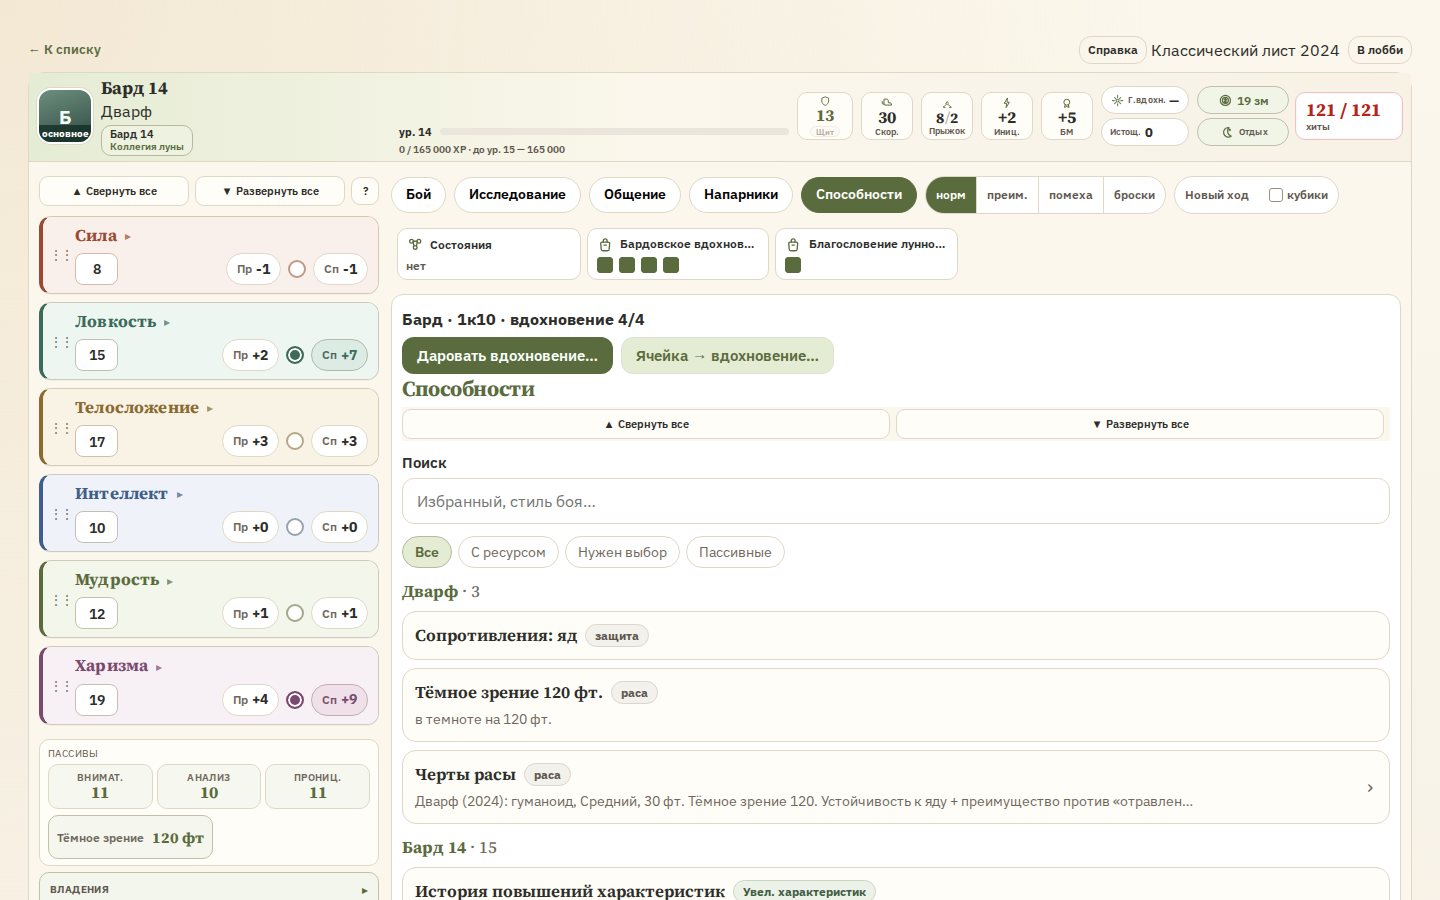 ← К списку
Справка Классический лист 2024 В лобби
Б
основное
Бард 14
Дварф
Бард 14
Коллегия луны
ур. 14
0 / 165 000 XP · до ур. 15 — 165 000
13
Щит
30
Скор.
8/2
Прыжок
+2
Иниц.
+5
БМ
Г.вдохн. —
Истощ. 0
19 зм
Отдых
121 / 121
хиты
▲ Свернуть все
▼ Развернуть все
?
Бой
Исследование
Общение
Напарники
Способности
норм
преим.
помеха
броски
Новый ход
кубики
Сила ▸
8
Пр -1
Сп -1
Ловкость ▸
15
Пр +2
Сп +7
Телосложение ▸
17
Пр +3
Сп +3
Интеллект ▸
10
Пр +0
Сп +0
Мудрость ▸
12
Пр +1
Сп +1
Харизма ▸
19
Пр +4
Сп +9
ПАССИВЫ
ВНИМАТ.
11
АНАЛИЗ
10
ПРОНИЦ.
11
Тёмное зрение 120 фт
ВЛАДЕНИЯ ▸
Состояния
нет
Бардовское вдохнов...
Благословение лунно...
Бард · 1к10 · вдохновение 4/4
Даровать вдохновение...
Ячейка → вдохновение...
Способности
▲ Свернуть все
▼ Развернуть все
Поиск
Избранный, стиль боя...
Все
С ресурсом
Нужен выбор
Пассивные
Дварф · 3
Сопротивления: яд защита
Тёмное зрение 120 фт. раса
в темноте на 120 фт.
Черты расы раса
Дварф (2024): гуманоид, Средний, 30 фт. Тёмное зрение 120. Устойчивость к яду + преимущество против «отравлен...
›
Бард 14 · 15
История повышений характеристик Увел. характеристик